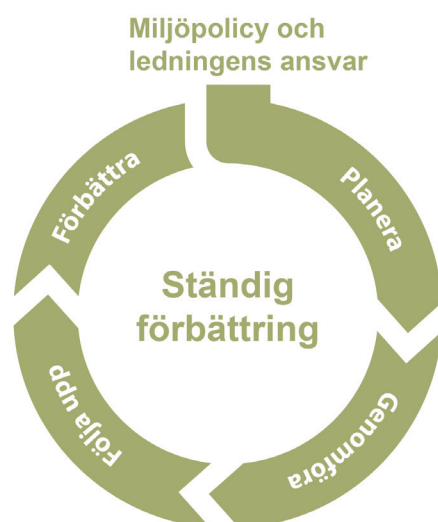 Miljöpolicy och
ledningens ansvar
Planera
Genomföra
Följa upp
Förbättra
Ständig
förbättring